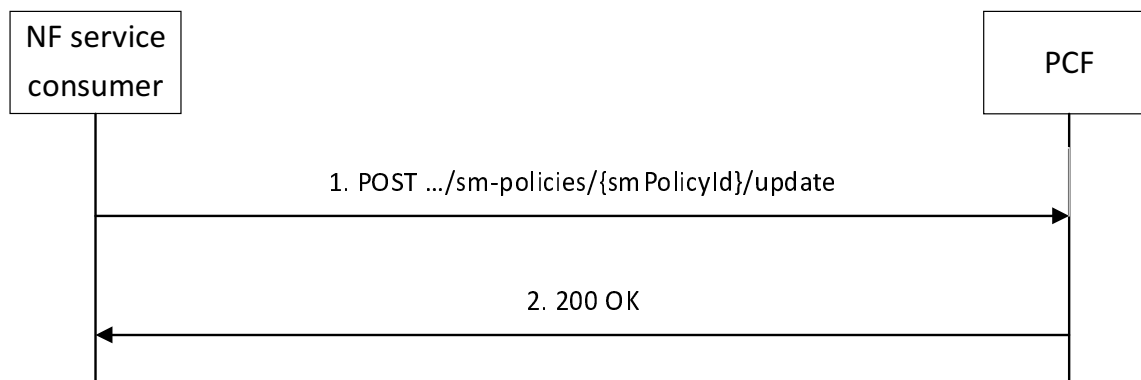 NF service
consumer
PCF
1. POST …/sm-policies/{smPolicyId}/update
2. 200 OK